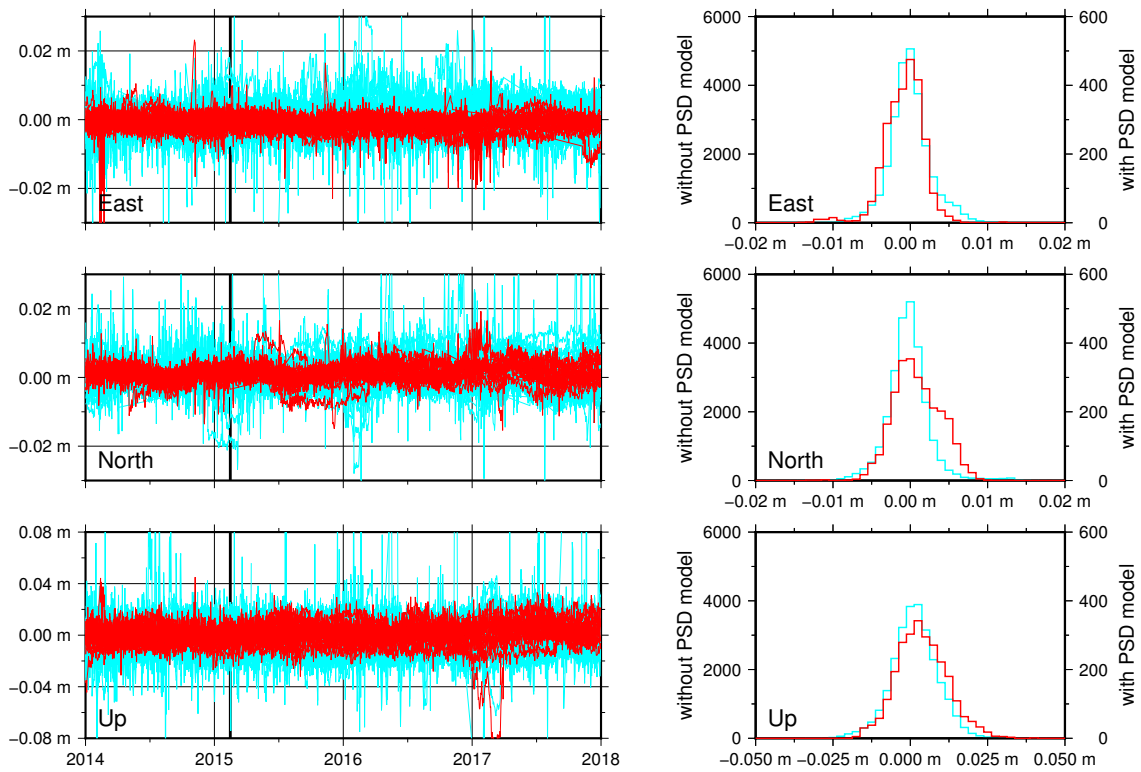 0.02 m
0.00 m
−0.02 m
East
6000
4000
2000
0
without PSD model
600
400
200
0
with PSD model
East
−0.02 m −0.01 m 0.00 m 0.01 m 0.02 m
0.02 m
0.00 m
−0.02 m
North
6000
4000
2000
0
without PSD model
600
400
200
0
with PSD model
North
−0.02 m −0.01 m 0.00 m 0.01 m 0.02 m
0.08 m
0.04 m
0.00 m
−0.04 m
−0.08 m
Up
2014 2015 2016 2017 2018
6000
4000
2000
0
without PSD model
600
400
200
0
with PSD model
Up
−0.050 m −0.025 m 0.000 m 0.025 m 0.050 m